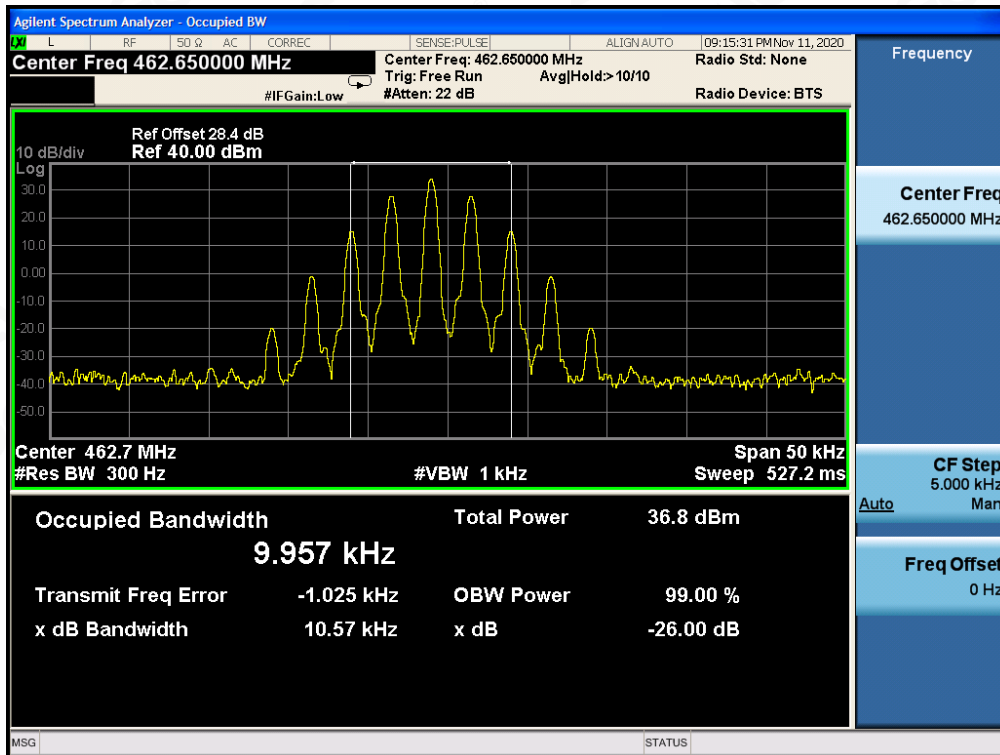 Agilent Spectrum Analyzer - Occupied BW
LXI L RF 50 Ω AC CORREC SENSE:PULSE ALIGN AUTO 09:15:31 PM Nov 11, 2020
Center Freq 462.650000 MHz
Center Freq: 462.650000 MHz
Radio Std: None
Trig: Free Run
Avg|Hold:> 10/10
#IFGain:Low
#Atten: 22 dB
Radio Device: BTS
Ref Offset 28.4 dB
10 dB/div
Ref 40.00 dBm
Log
30.0
20.0
10.0
0.00
-10.0
-20.0
-30.0
-40.0
-50.0
Center 462.7 MHz
Span 50 kHz
#Res BW 300 Hz
#VBW 1 kHz
Sweep 527.2 ms
Occupied Bandwidth
Total Power 36.8 dBm
9.957 kHz
Transmit Freq Error -1.025 kHz
OBW Power 99.00 %
x dB Bandwidth 10.57 kHz
x dB -26.00 dB
MSG
STATUS
Frequency
Center Freq
462.650000 MHz
CF Step
5.000 kHz
Auto Man
Freq Offset
0 Hz